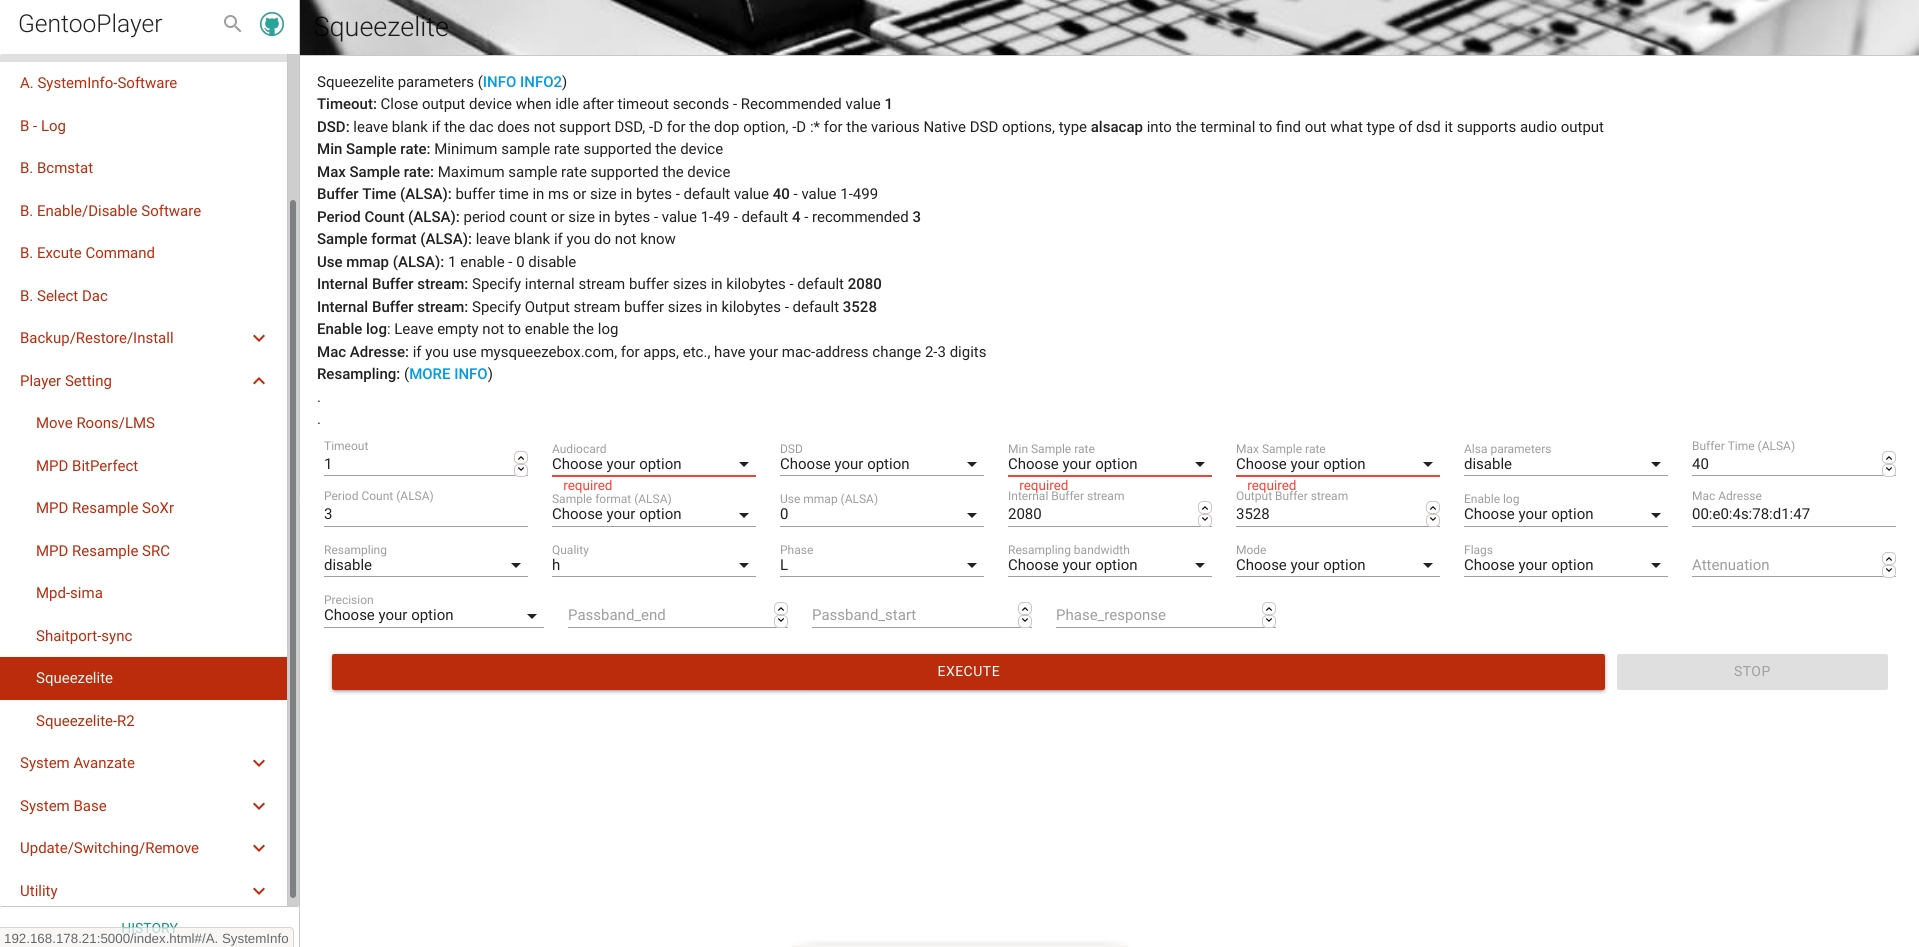 GentooPlayer
Squeezelite
A. SystemInfo-Software
B - Log
B. Bcmstat
B. Enable/Disable Software
B. Excute Command
B. Select Dac
Backup/Restore/Install
Player Setting
Move Roons/LMS
MPD BitPerfect
MPD Resample SoXr
MPD Resample SRC
Mpd-sima
Shaitport-sync
Squeezelite
Squeezelite-R2
System Avanzate
System Base
Update/Switching/Remove
Utility
HISTORY
192.168.178.21:5000/index.html#/A. SystemInfo
Squeezelite parameters (INFO INFO2)
Timeout: Close output device when idle after timeout seconds - Recommended value 1
DSD: leave blank if the dac does not support DSD, -D for the dop option, -D :* for the various Native DSD options, type alsacap into the terminal to find out what type of dsd it supports audio output
Min Sample rate: Minimum sample rate supported the device
Max Sample rate: Maximum sample rate supported the device
Buffer Time (ALSA): buffer time in ms or size in bytes - default value 40 - value 1-499
Period Count (ALSA): period count or size in bytes - value 1-49 - default 4 - recommended 3
Sample format (ALSA): leave blank if you do not know
Use mmap (ALSA): 1 enable - 0 disable
Internal Buffer stream: Specify internal stream buffer sizes in kilobytes - default 2080
Internal Buffer stream: Specify Output stream buffer sizes in kilobytes - default 3528
Enable log: Leave empty not to enable the log
Mac Adresse: if you use mysqueezebox.com, for apps, etc., have your mac-address change 2-3 digits
Resampling: (MORE INFO)
.
.
Timeout Audiocard DSD Min Sample rate Max Sample rate Alsa parameters Buffer Time (ALSA)
1 Choose your option Choose your option Choose your option Choose your option disable 40
required required required
Period Count (ALSA) Sample format (ALSA) Use mmap (ALSA) Internal Buffer stream Output Buffer stream Enable log Mac Adresse
3 Choose your option 0 2080 3528 Choose your option 00:e0:4s:78:d1:47
Resampling Quality Phase Resampling bandwidth Mode Flags
disable h L Choose your option Choose your option Choose your option Attenuation
Precision
Choose your option Passband_end Passband_start Phase_response
EXECUTE STOP